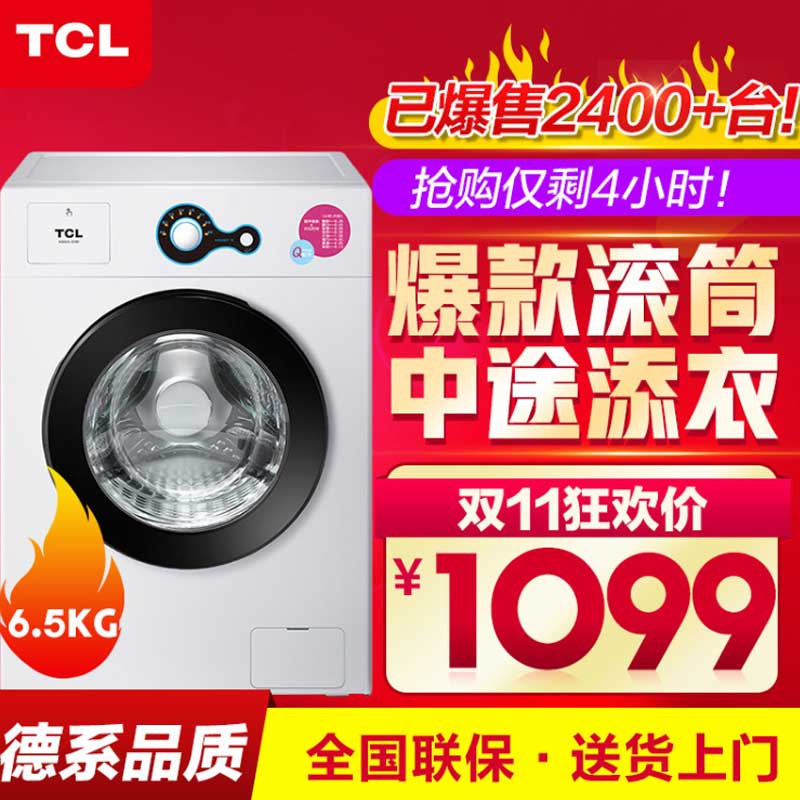 TCL
已爆售2400+台!
抢购仅剩4小时!
TCL
爆款滚筒
中途添衣
双11狂欢价
¥1099
6.5KG
德系品质
全国联保·送货上门